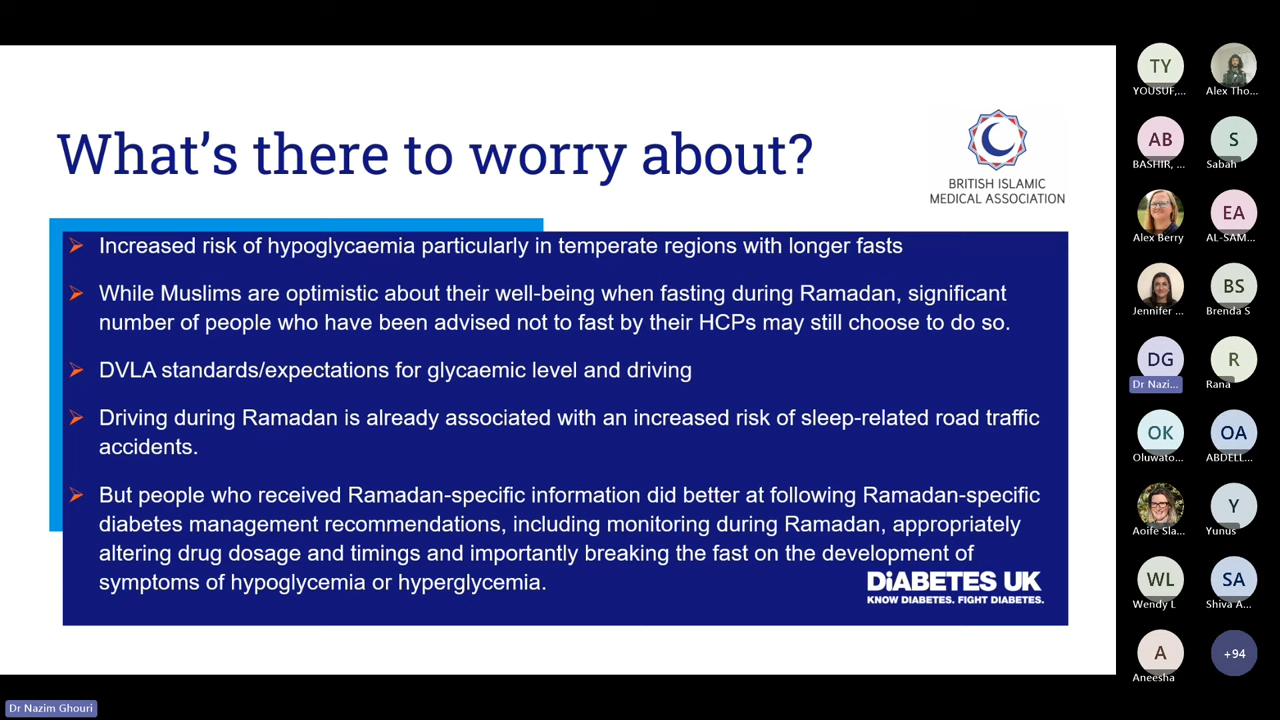 What's there to worry about?
BRITISH ISLAMIC
MEDICAL ASSOCIATION
➢ Increased risk of hypoglycaemia particularly in temperate regions with longer fasts
➢ While Muslims are optimistic about their well-being when fasting during Ramadan, significant
number of people who have been advised not to fast by their HCPs may still choose to do so.
➢ DVLA standards/expectations for glycaemic level and driving
➢ Driving during Ramadan is already associated with an increased risk of sleep-related road traffic
accidents.
➢ But people who received Ramadan-specific information did better at following Ramadan-specific
diabetes management recommendations, including monitoring during Ramadan, appropriately
altering drug dosage and timings and importantly breaking the fast on the development of
symptoms of hypoglycemia or hyperglycemia.
DiABETES UK
KNOW DIABETES. FIGHT DIABETES.
TY
YOUSUF,...
Alex Tho...
AB
BASHIR, ...
S
Sabah
Alex Berry
EA
AL-SAM...
Jennifer ...
BS
Brenda S
DG
Dr Nazi...
R
Rana
OK
Oluwato...
OA
ABDELL...
Aoife Sla...
Y
Yunus
WL
Wendy L
SA
Shiva A...
A
Aneesha
+94
Dr Nazim Ghouri